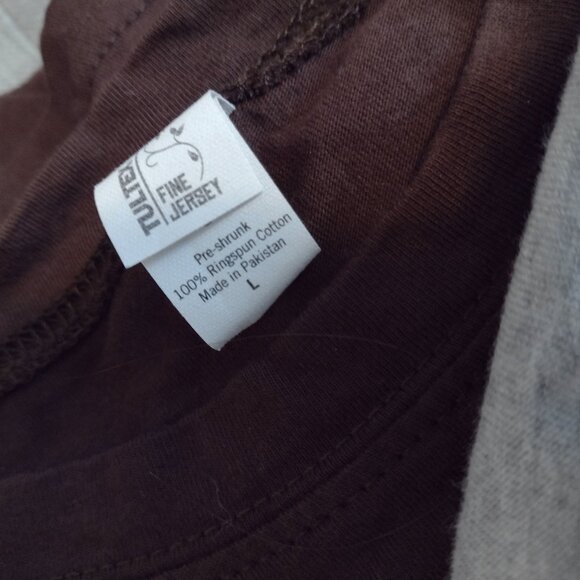 TULTEX
FINE
JERSEY
Pre-shrunk
100% Ringspun Cotton
Made in Pakistan
L